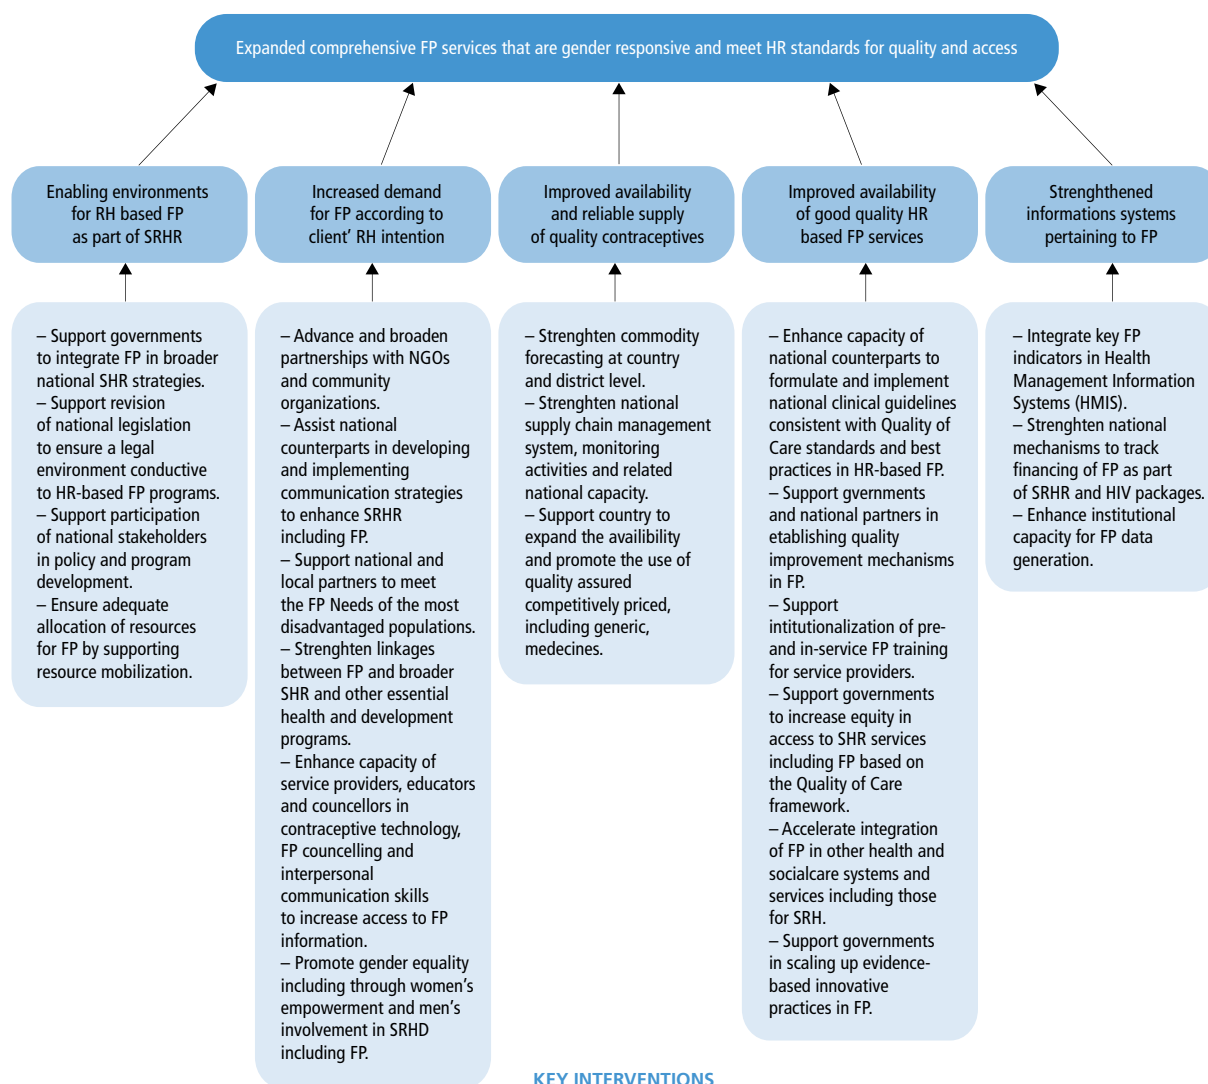 Expanded comprehensive FP services that are gender responsive and meet HR standards for quality and access
Enabling environments
for RH based FP
as part of SRHR
Increased demand
for FP according to
client' RH intention
Improved availability
and reliable supply
of quality contraceptives
Improved availability
of good quality HR
based FP services
Strenghthened
informations systems
pertaining to FP
– Support governments
to integrate FP in broader
national SHR strategies.
– Support revision
of national legislation
to ensure a legal
environment conductive
to HR-based FP programs.
– Support participation
of national stakeholders
in policy and program
development.
– Ensure adequate
allocation of resources
for FP by supporting
resource mobilization.
– Advance and broaden
partnerships with NGOs
and community
organizations.
– Assist national
counterparts in developing
and implementing
communication strategies
to enhance SRHR
including FP.
– Support national and
local partners to meet
the FP Needs of the most
disadvantaged populations.
– Strenghten linkages
between FP and broader
SHR and other essential
health and development
programs.
– Enhance capacity of
service providers, educators
and councellors in
contraceptive technology,
FP councelling and
interpersonal
communication skills
to increase access to FP
information.
– Promote gender equality
including through women's
empowerment and men's
involvement in SRHD
including FP.
– Strenghten commodity
forecasting at country
and district level.
– Strenghten national
supply chain management
system, monitoring
activities and related
national capacity.
– Support country to
expand the availibility
and promote the use of
quality assured
competitively priced,
including generic,
medecines.
– Enhance capacity of
national counterparts to
formulate and implement
national clinical guidelines
consistent with Quality of
Care standards and best
practices in HR-based FP.
– Support gvernments
and national partners in
etablishing quality
improvement mechanisms
in FP.
– Support
intitutionalization of pre-
and in-service FP training
for service providers.
– Support governments
to increase equity in
access to SHR services
including FP based on
the Quality of Care
framework.
– Accelerate integration
of FP in other health and
socialcare systems and
services including those
for SRH.
– Support governments
in scaling up evidence-
based innovative
practices in FP.
– Integrate key FP
indicators in Health
Management Information
Systems (HMIS).
– Strenghten national
mechanisms to track
financing of FP as part
of SRHR and HIV packages.
– Enhance institutional
capacity for FP data
generation.
KEY INTERVENTIONS